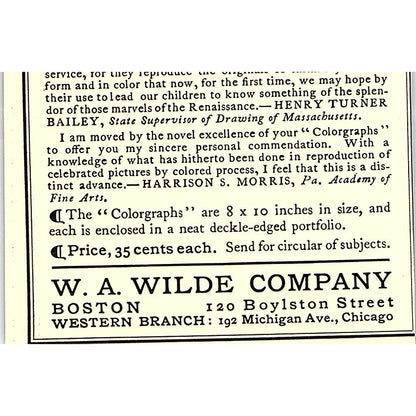 service, for they reproduce the originals
form and in color that now, for the first time, we may hope by
their use to lead our children to know something of the splen-
dor of those marvels of the Renaissance.—HENRY TURNER
BAILEY, State Supervisor of Drawing of Massachusetts.
I am moved by the novel excellence of your "Colorgraphs"
to offer you my sincere personal commendation. With a
knowledge of what has hitherto been done in reproduction of
celebrated pictures by colored process, I feel that this is a dis-
tinct advance.—HARRISON S. MORRIS, Pa. Academy of
Fine Arts.
¶The "Colorgraphs" are 8 x 10 inches in size, and
each is enclosed in a neat deckle-edged portfolio.
¶Price, 35 cents each. Send for circular of subjects.
W. A. WILDE COMPANY
BOSTON 120 Boylston Street
WESTERN BRANCH: 192 Michigan Ave., Chicago